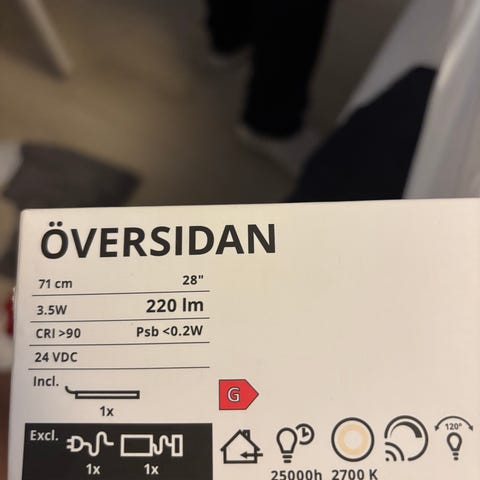 ÖVERSIDAN
71 cm 28"
3.5W 220 lm
CRI >90 Psb <0.2W
24 VDC
Incl.
1x
G
Excl.
1x 1x
120°
25000h 2700 K